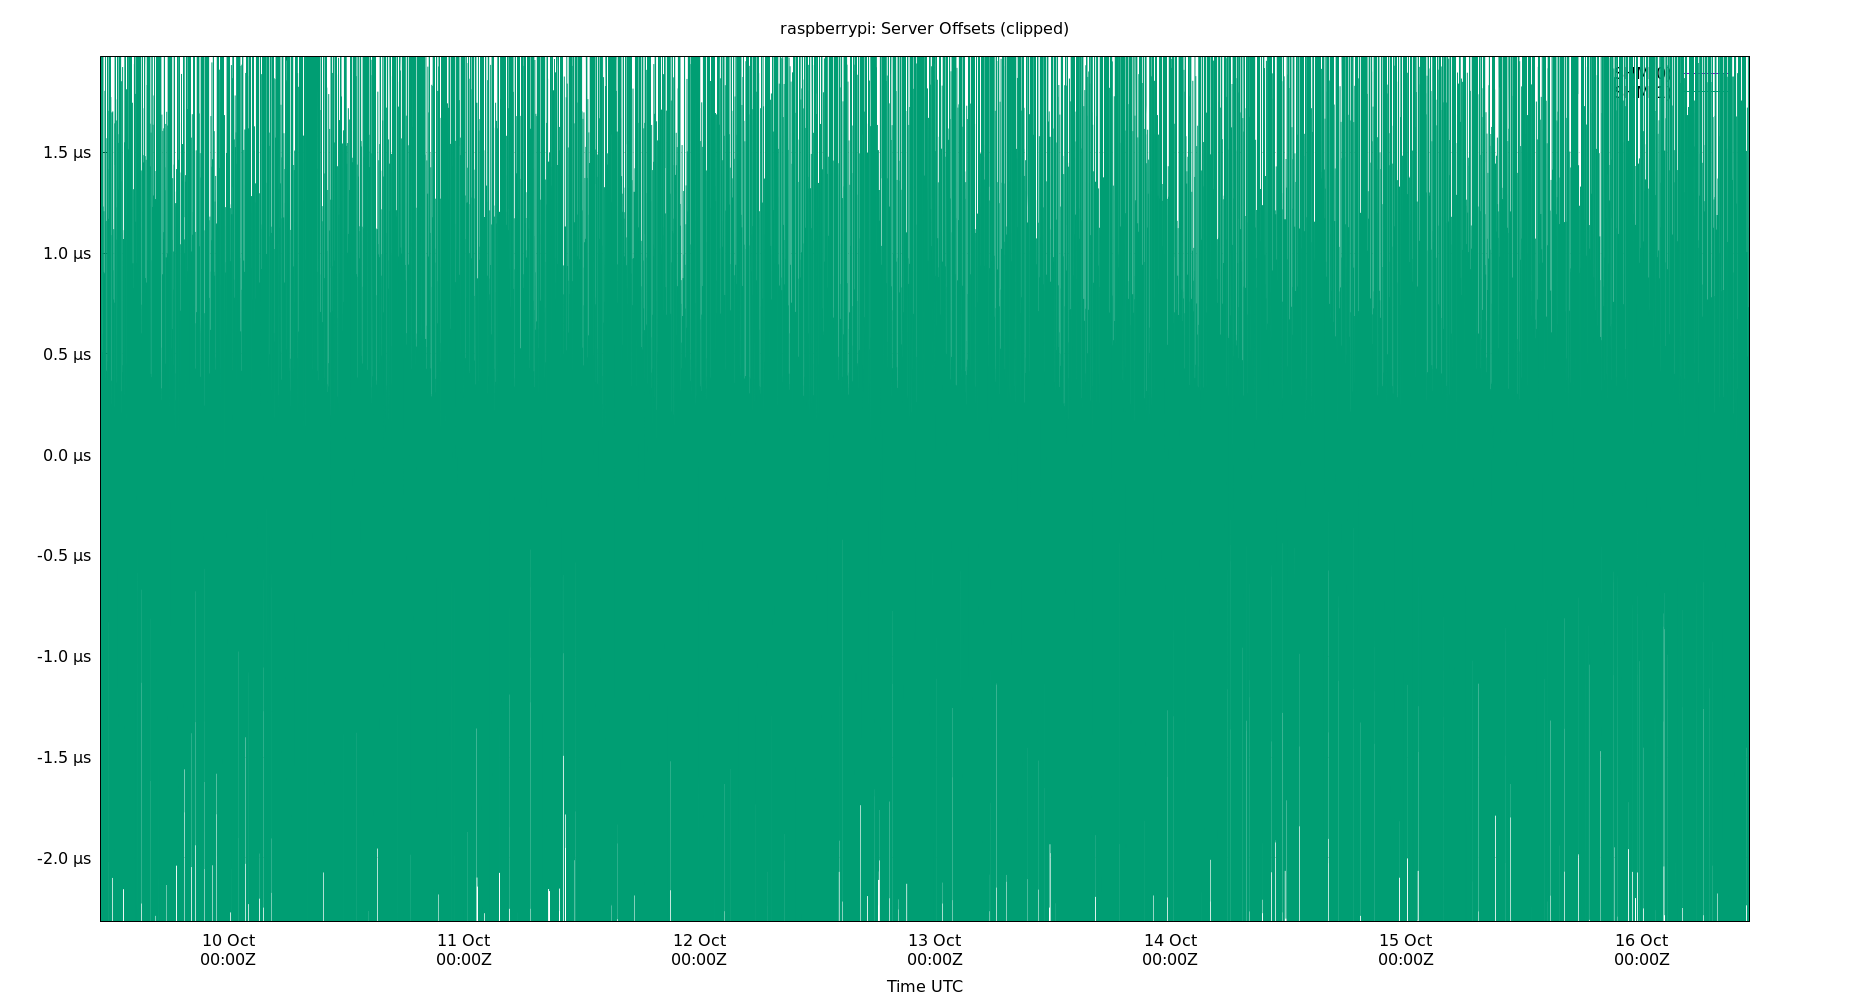 raspberrypi: Server Offsets (clipped)
1.5 µs
1.0 µs
0.5 µs
0.0 µs
-0.5 µs
-1.0 µs
-1.5 µs
-2.0 µs
10 Oct 11 Oct 12 Oct 13 Oct 14 Oct 15 Oct 16 Oct
00:00Z 00:00Z 00:00Z 00:00Z 00:00Z 00:00Z 00:00Z
Time UTC